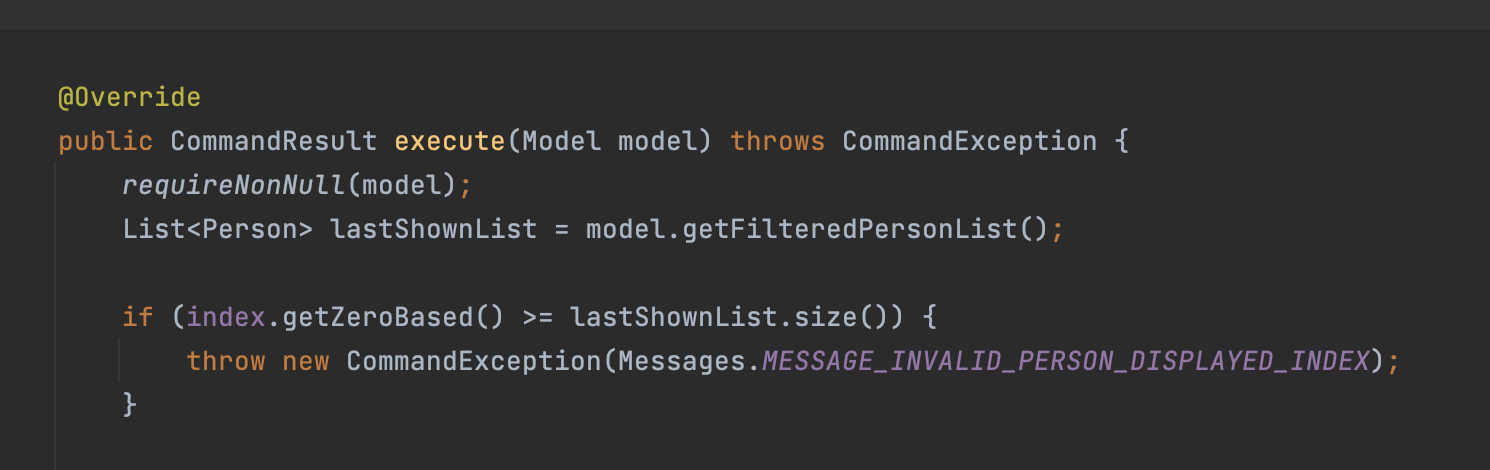 @Override
public CommandResult execute(Model model) throws CommandException {
requireNonNull(model);
List<Person> lastShownList = model.getFilteredPersonList();
if (index.getZeroBased() >= lastShownList.size()) {
throw new CommandException(Messages.MESSAGE_INVALID_PERSON_DISPLAYED_INDEX);
}